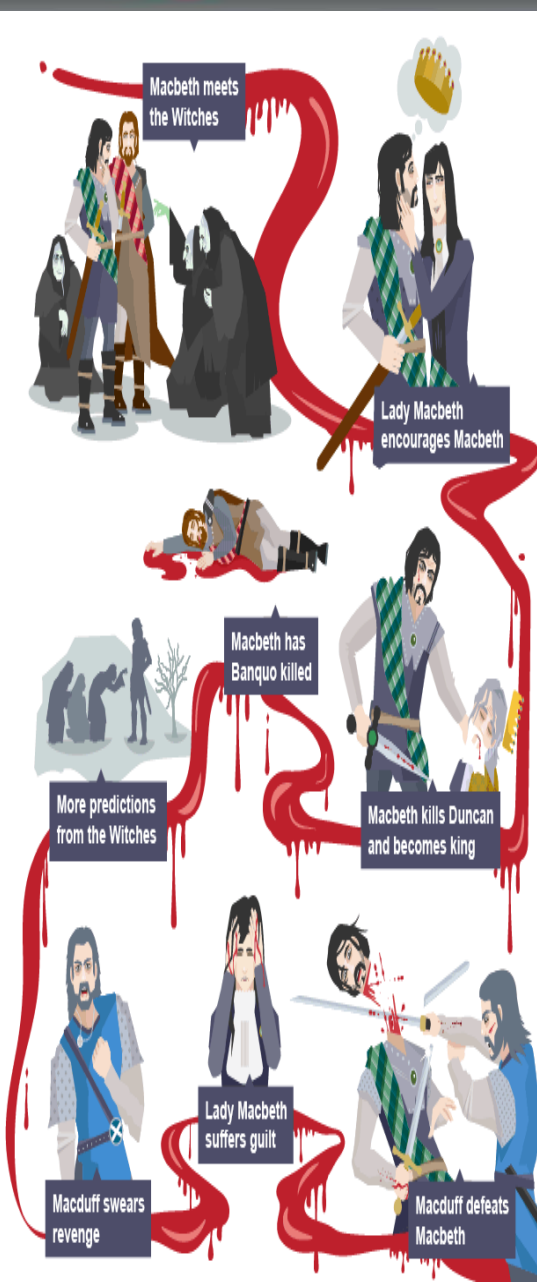 Macbeth meets
the Witches
Lady Macbeth
encourages Macbeth
Macbeth kills Duncan
and becomes king
Macbeth has
Banquo killed
More predictions
from the Witches
Macduff swears
revenge
Lady Macbeth
suffers guilt
Macduff defeats
Macbeth